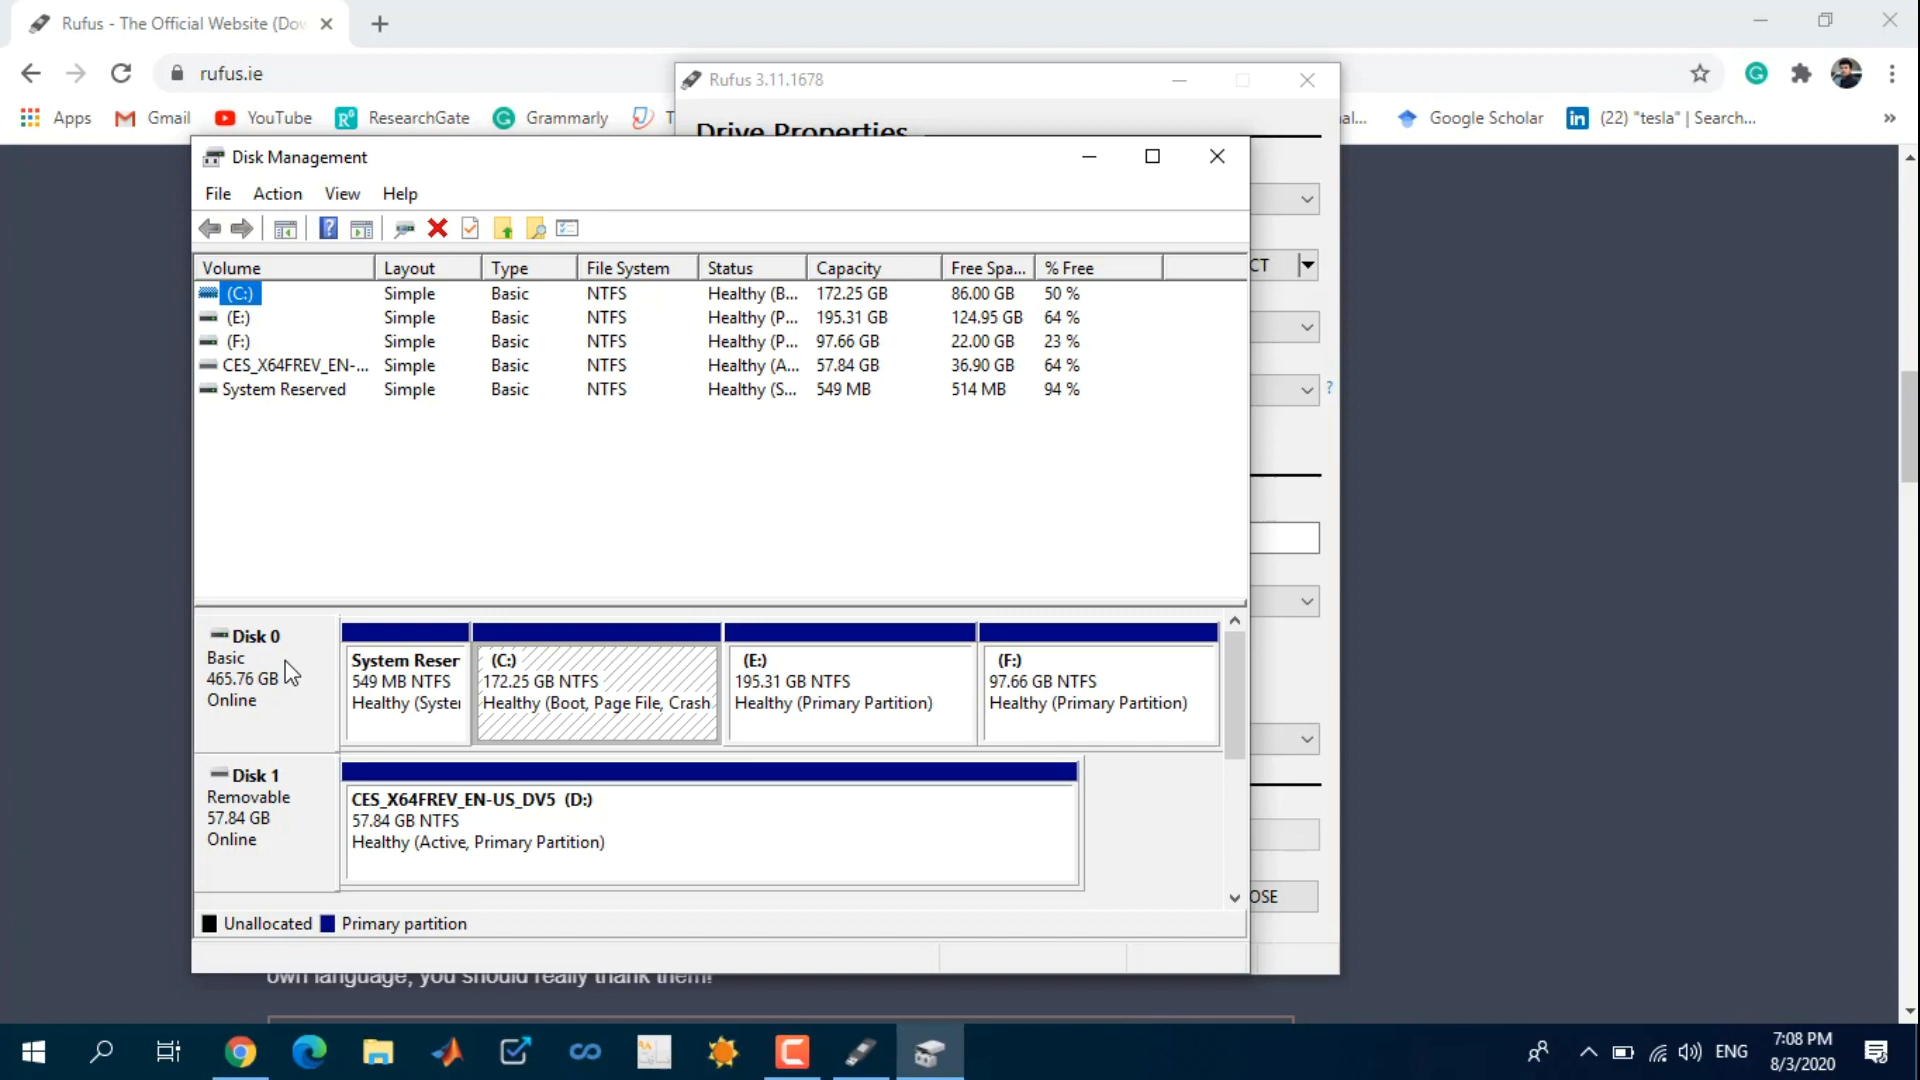 Rufus - The Official Website (Dow
rufus.ie
Apps Gmail YouTube ResearchGate Grammarly T
al... Google Scholar (22) "tesla" | Search... »
Rufus 3.11.1678
Drive Properties
CT
?
OSE
Disk Management
File Action View Help
Volume Layout Type File System Status Capacity Free Spa... % Free
(C:) Simple Basic NTFS Healthy (B... 172.25 GB 86.00 GB 50 %
(E:) Simple Basic NTFS Healthy (P... 195.31 GB 124.95 GB 64 %
(F:) Simple Basic NTFS Healthy (P... 97.66 GB 22.00 GB 23 %
CES_X64FREV_EN-... Simple Basic NTFS Healthy (A... 57.84 GB 36.90 GB 64 %
System Reserved Simple Basic NTFS Healthy (S... 549 MB 514 MB 94 %
Disk 0
Basic
465.76 GB
Online
System Reser
549 MB NTFS
Healthy (Syster
(C:)
172.25 GB NTFS
Healthy (Boot, Page File, Crash
(E:)
195.31 GB NTFS
Healthy (Primary Partition)
(F:)
97.66 GB NTFS
Healthy (Primary Partition)
Disk 1
Removable
57.84 GB
Online
CES_X64FREV_EN-US_DV5 (D:)
57.84 GB NTFS
Healthy (Active, Primary Partition)
Unallocated Primary partition
own language, you should really thank them!
ENG
7:08 PM
8/3/2020